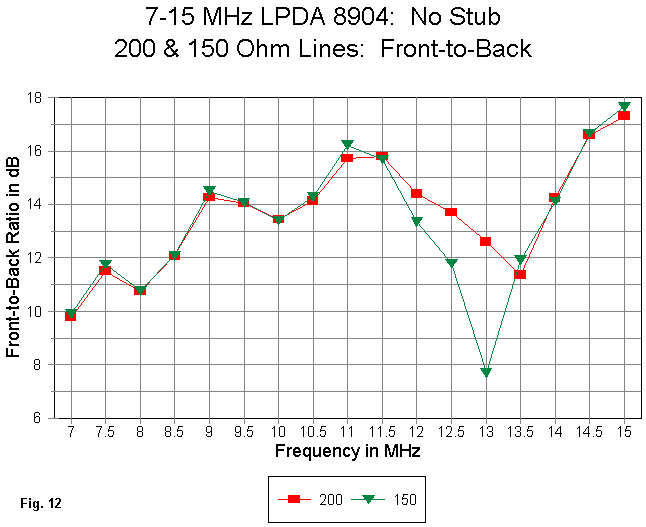 7-15 MHz LPDA 8904: No Stub
200 & 150 Ohm Lines: Front-to-Back
Front-to-Back Ratio in dB
18
16
14
12
10
8
6
7 7.5 8 8.5 9 9.5 10 10.5 11 11.5 12 12.5 13 13.5 14 14.5 15
Frequency in MHz
200 150
Fig. 12